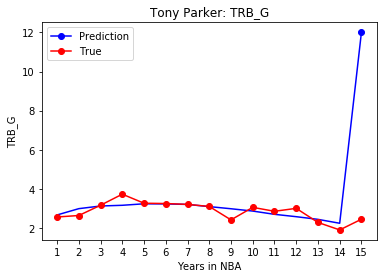 Tony Parker: TRB_G
Prediction
True
TRB_G
12
10
8
6
4
2
1 2 3 4 5 6 7 8 9 10 11 12 13 14 15
Years in NBA